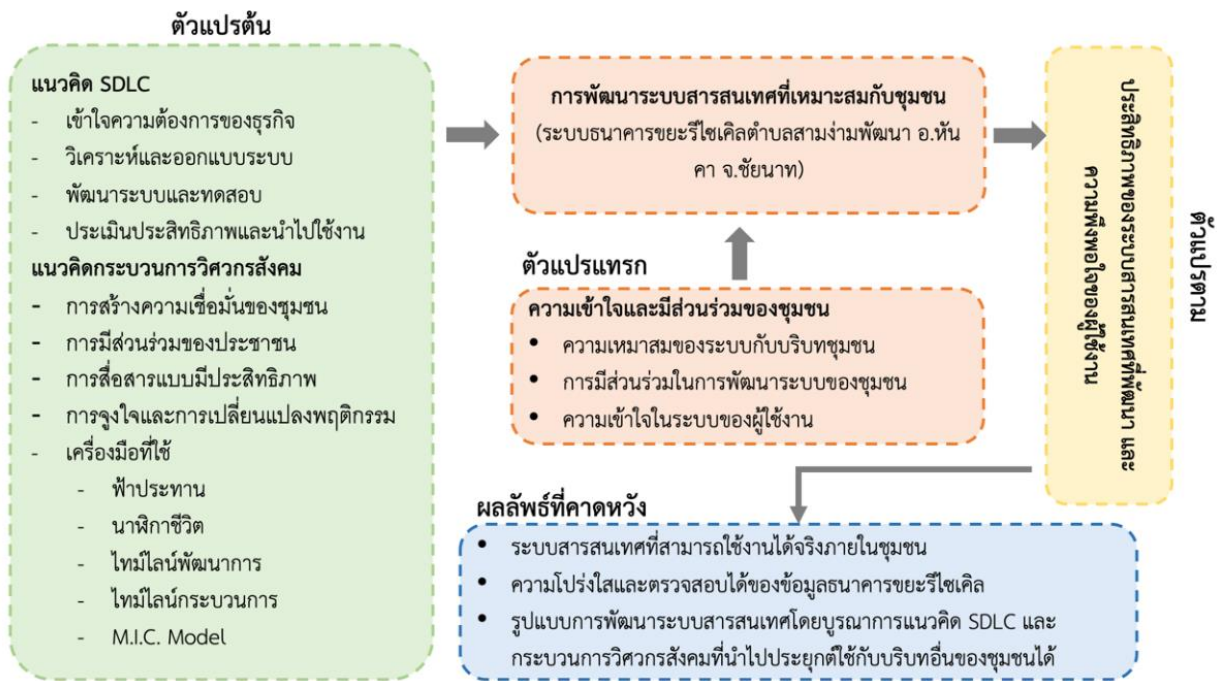 ตัวแปรต้น
แนวคิด SDLC
- เข้าใจความต้องการของธุรกิจ
- วิเคราะห์และออกแบบระบบ
- พัฒนาระบบและทดสอบ
- ประเมินประสิทธิภาพและนำไปใช้งาน
แนวคิดกระบวนการวิศวกรสังคม
- การสร้างความเชื่อมั่นของชุมชน
- การมีส่วนร่วมของประชาชน
- การสื่อสารแบบมีประสิทธิภาพ
- การจูงใจและการเปลี่ยนแปลงพฤติกรรม
- เครื่องมือที่ใช้
- ฟ้าประทาน
- นาฬิกาชีวิต
- ไทม์ไลน์พัฒนาการ
- ไทม์ไลน์กระบวนการ
- M.I.C. Model
การพัฒนาระบบสารสนเทศที่เหมาะสมกับชุมชน
(ระบบธนาคารขยะรีไซเคิลตำบลสามง่ามพัฒนา อ.หัน
คา จ.ชัยนาท)
ตัวแปรแทรก
ความเข้าใจและมีส่วนร่วมของชุมชน
• ความเหมาสมของระบบกับบริบทชุมชน
• การมีส่วนร่วมในการพัฒนาระบบของชุมชน
• ความเข้าใจในระบบของผู้ใช้งาน
ตัวแปรตาม
ประสิทธิภาพของระบบสารสนเทศที่พัฒนา และ
ความพึงพอใจของผู้ใช้งาน
ผลลัพธ์ที่คาดหวัง
• ระบบสารสนเทศที่สามารถใช้งานได้จริงภายในชุมชน
• ความโปร่งใสและตรวจสอบได้ของข้อมูลธนาคารขยะรีไซเคิล
• รูปแบบการพัฒนาระบบสารสนเทศโดยบูรณาการแนวคิด SDLC และ
กระบวนการวิศวกรสังคมที่นำไปประยุกต์ใช้กับบริบทอื่นของชุมชนได้